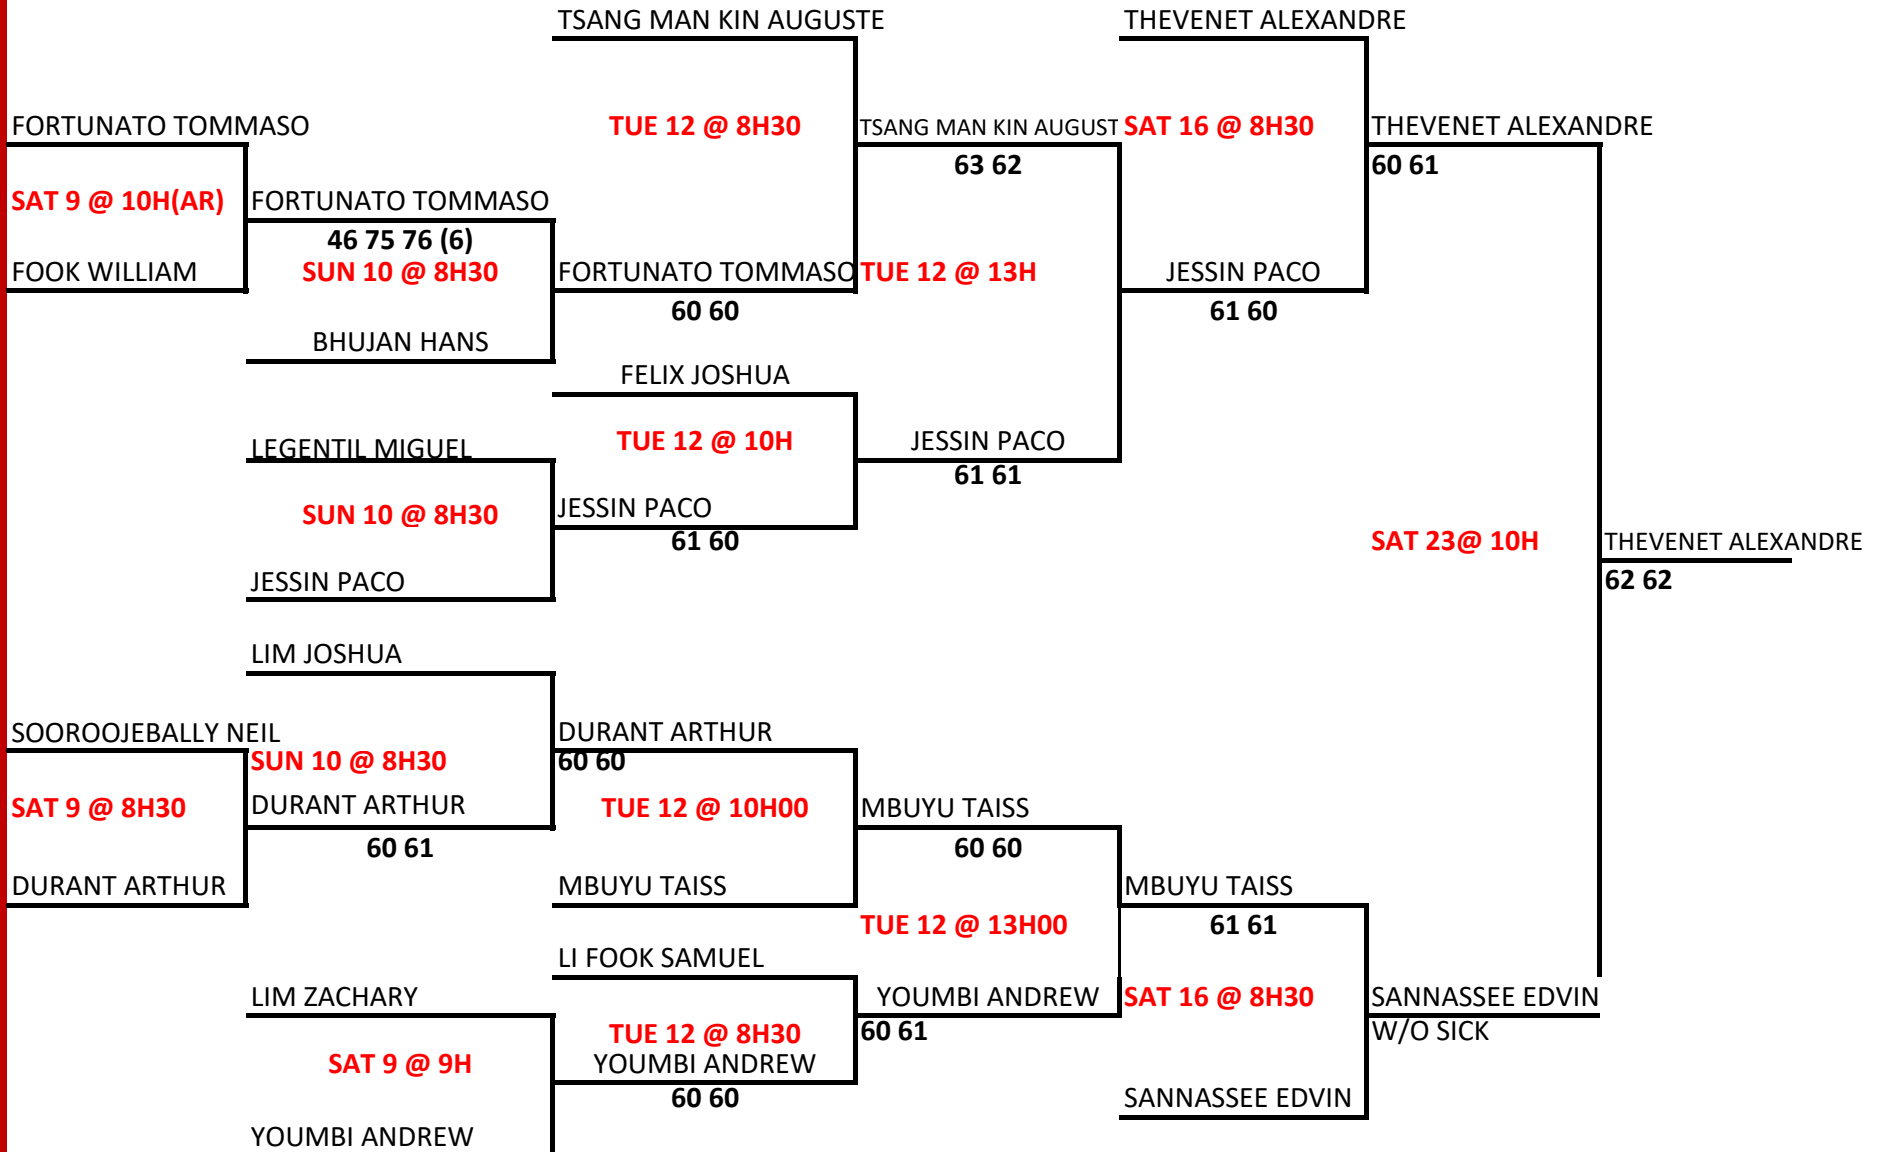 TSANG MAN KIN AUGUSTE
THEVENET ALEXANDRE
FORTUNATO TOMMASO
TUE 12 @ 8H30
TSANG MAN KIN AUGUST
SAT 16 @ 8H30
THEVENET ALEXANDRE
63 62
60 61
SAT 9 @ 10H(AR)
FORTUNATO TOMMASO
46 75 76 (6)
FOOK WILLIAM
SUN 10 @ 8H30
FORTUNATO TOMMASO
TUE 12 @ 13H
JESSIN PACO
60 60
61 60
BHUJAN HANS
FELIX JOSHUA
LEGENTIL MIGUEL
TUE 12 @ 10H
JESSIN PACO
61 61
SUN 10 @ 8H30
JESSIN PACO
61 60
SAT 23@ 10H
THEVENET ALEXANDRE
62 62
JESSIN PACO
LIM JOSHUA
SOOROOJEBALLY NEIL
DURANT ARTHUR
SUN 10 @ 8H30
60 60
SAT 9 @ 8H30
DURANT ARTHUR
TUE 12 @ 10H00
MBUYU TAISS
60 61
60 60
DURANT ARTHUR
MBUYU TAISS
MBUYU TAISS
TUE 12 @ 13H00
61 61
LI FOOK SAMUEL
LIM ZACHARY
YOUMBI ANDREW
SAT 16 @ 8H30
SANNASSEE EDVIN
TUE 12 @ 8H30
60 61
W/O SICK
SAT 9 @ 9H
YOUMBI ANDREW
60 60
SANNASSEE EDVIN
YOUMBI ANDREW